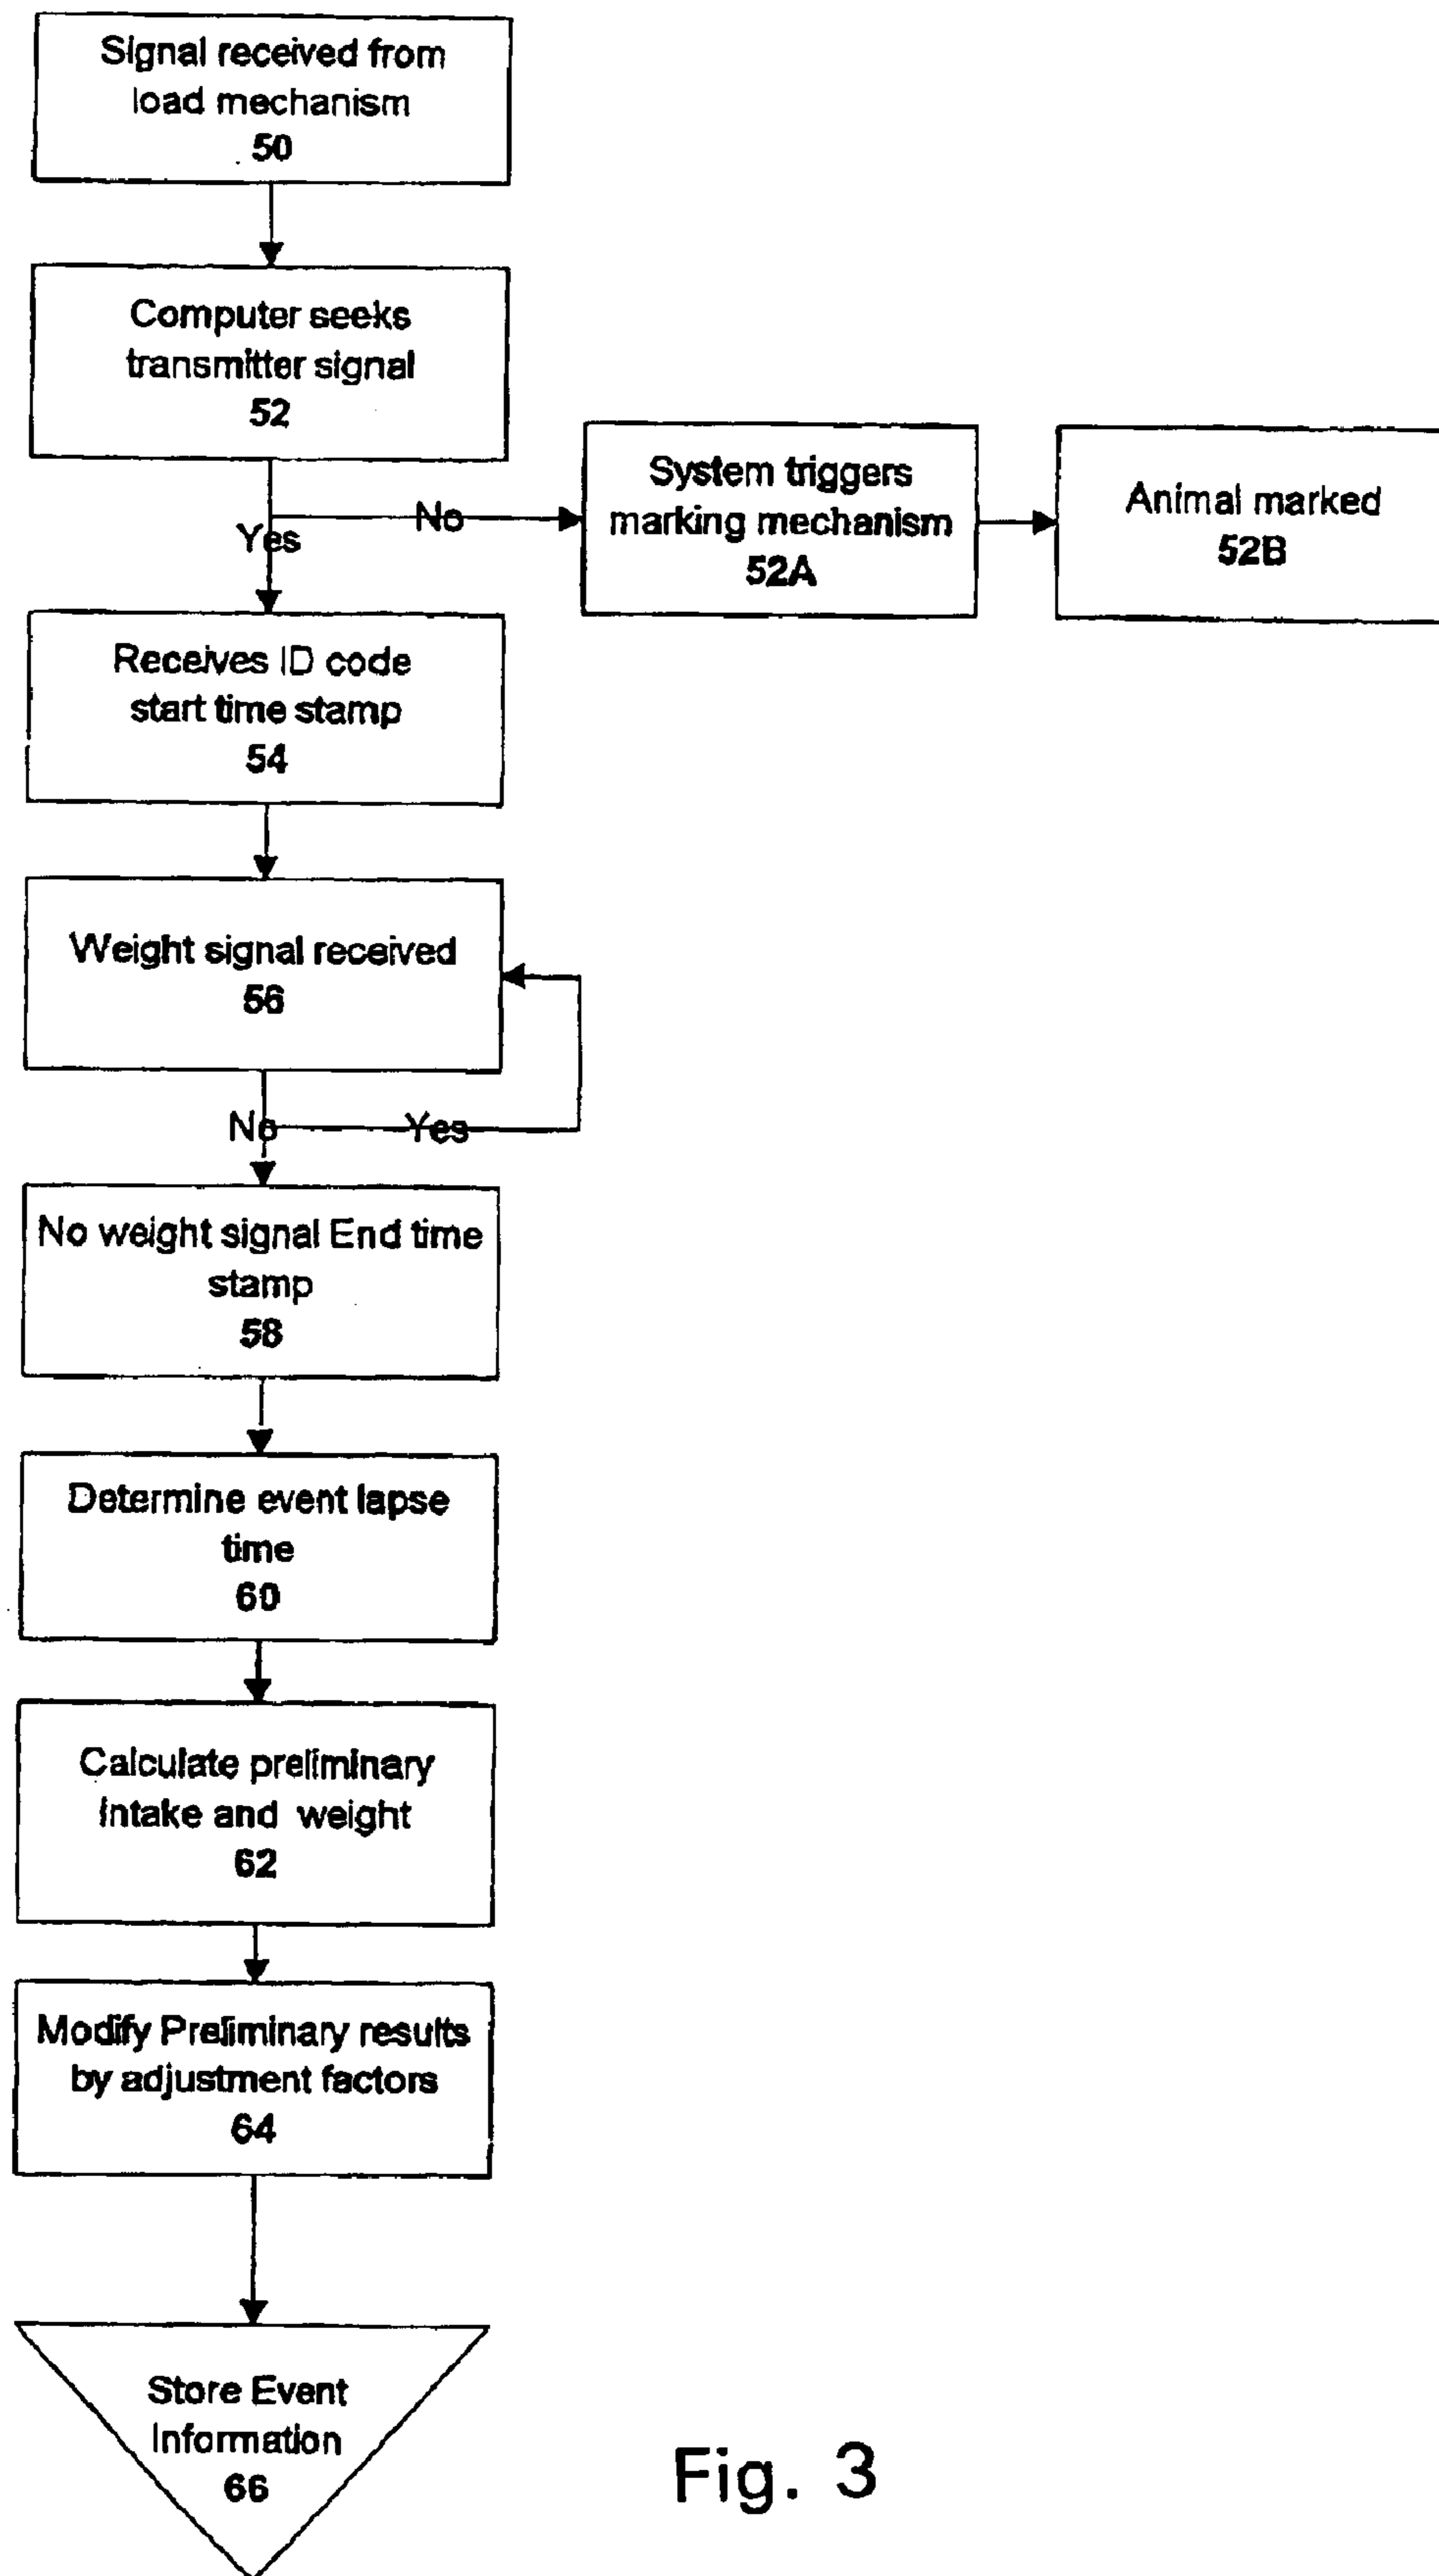 Signal received from
load mechanism
50
Computer seeks
transmitter signal
52
No
Yes
System triggers
marking mechanism
52A
Animal marked
52B
Receives ID code
start time stamp
54
Weight signal received
56
No
Yes
No weight signal End time
stamp
58
Determine event lapse
time
60
Calculate preliminary
Intake and weight
62
Modify Preliminary results
by adjustment factors
64
Store Event
Information
66
Fig. 3